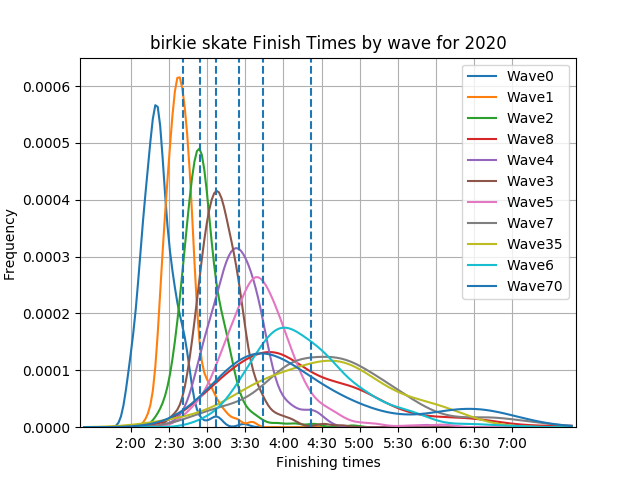 birkie skate Finish Times by wave for 2020
Frequency
0.0006
0.0005
0.0004
0.0003
0.0002
0.0001
0.0000
Wave0
Wave1
Wave2
Wave8
Wave4
Wave3
Wave5
Wave7
Wave35
Wave6
Wave70
2:00 2:30 3:00 3:30 4:00 4:30 5:00 5:30 6:00 6:30 7:00
Finishing times